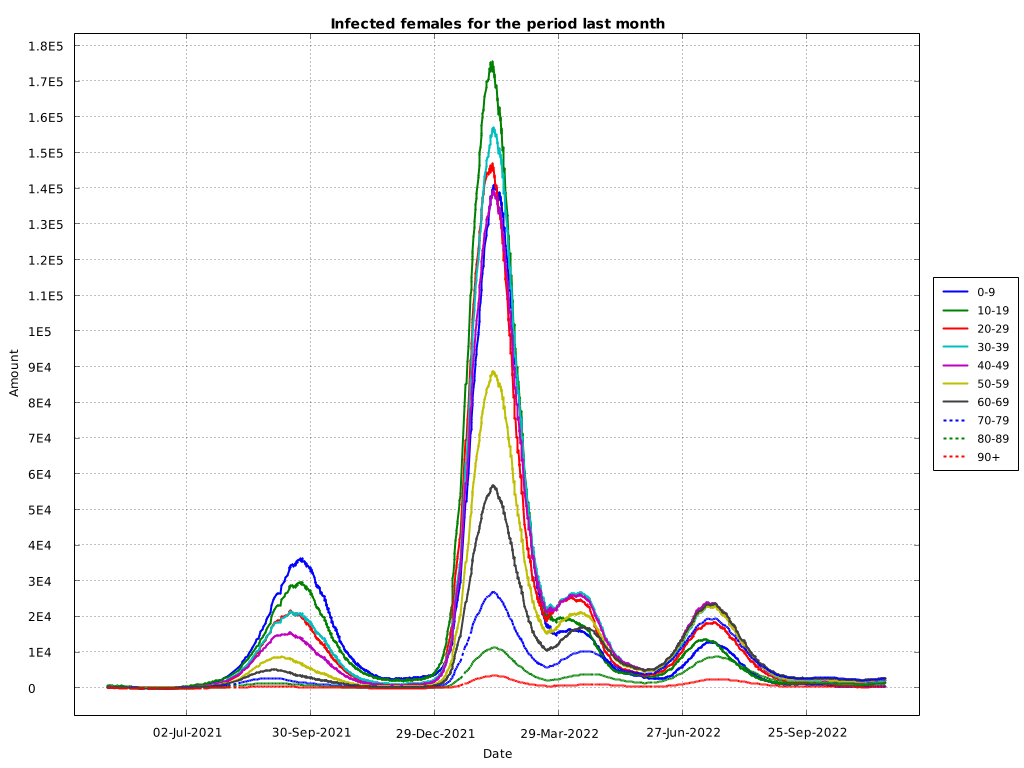 Infected females for the period last month
1.8E5
1.7E5
1.6E5
1.5E5
1.4E5
1.3E5
1.2E5
1.1E5
1E5
9E4
8E4
7E4
6E4
5E4
4E4
3E4
2E4
1E4
0
Amount
02-Jul-2021 30-Sep-2021 29-Dec-2021 29-Mar-2022 27-Jun-2022 25-Sep-2022
Date
0-9
10-19
20-29
30-39
40-49
50-59
60-69
70-79
80-89
90+